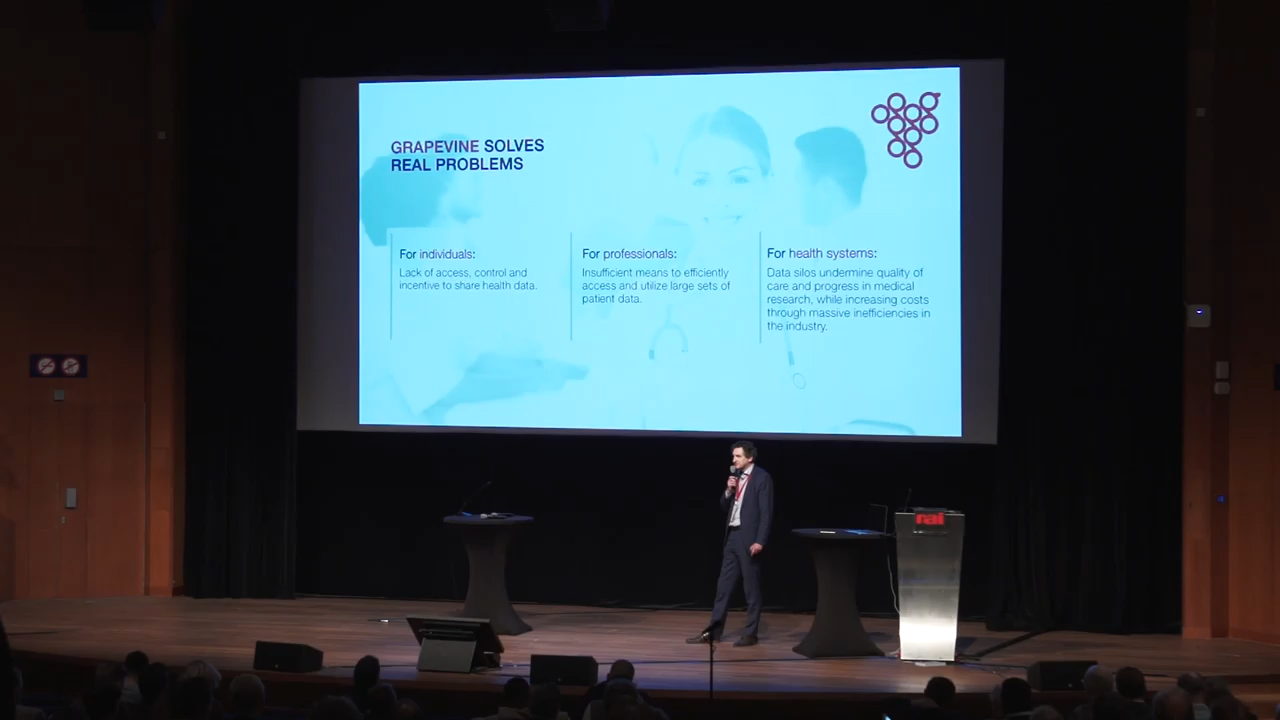 GRAPEVINE SOLVES
REAL PROBLEMS
For individuals:
Lack of access, control and
incentive to share health data.
For professionals:
Insufficient means to efficiently
access and utilize large sets of
patient data.
For health systems:
Data silos undermine quality of
care and progress in medical
research, while increasing costs
through massive inefficiencies in
the industry.
rai